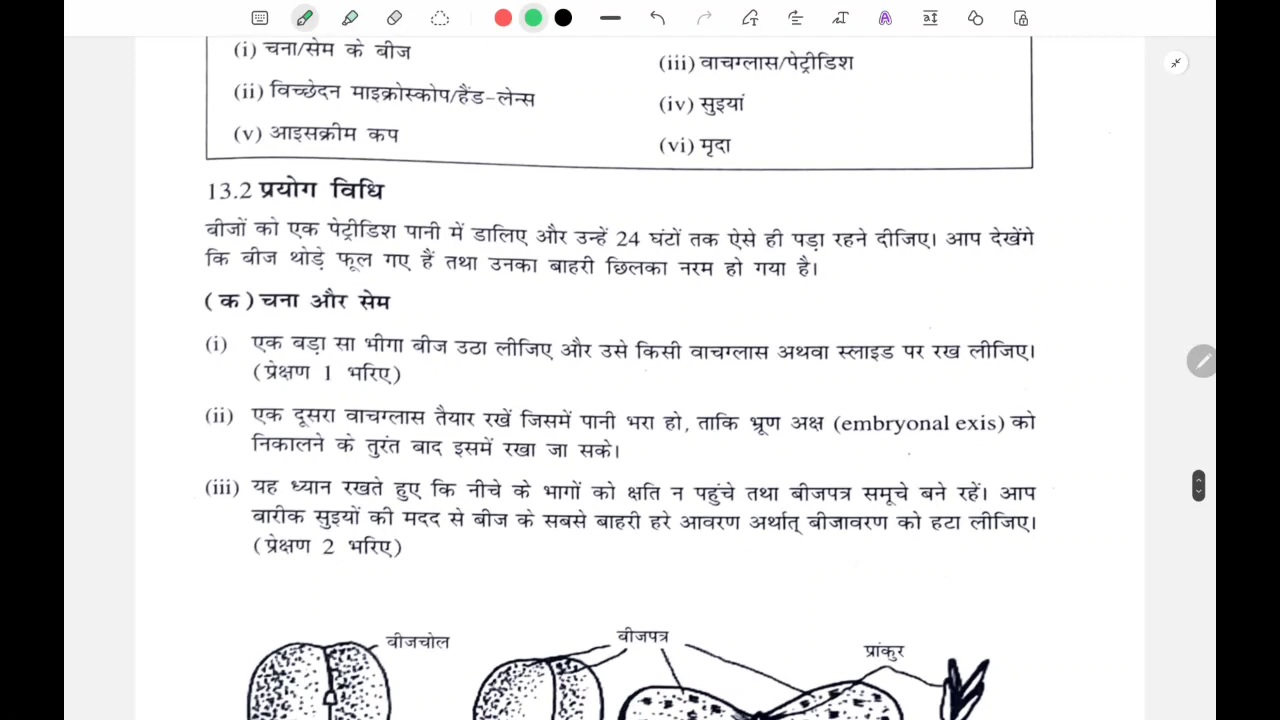 (i) चना/सेम के बीज
(iii) वाचग्लास/पेट्रीडिश
(ii) विच्छेदन माइक्रोस्कोप/हैंड-लेन्स
(iv) सुइयां
(v) आइसक्रीम कप
(vi) मृदा
13.2 प्रयोग विधि
बीजों को एक पेट्रीडिश पानी में डालिए और उन्हें 24 घंटों तक ऐसे ही पड़ा रहने दीजिए। आप देखेंगे
कि बीज थोड़े फूल गए हैं तथा उनका बाहरी छिलका नरम हो गया है।
(क) चना और सेम
(i) एक बड़ा सा भीगा बीज उठा लीजिए और उसे किसी वाचग्लास अथवा स्लाइड पर रख लीजिए।
(प्रेक्षण 1 भरिए)
(ii) एक दूसरा वाचग्लास तैयार रखें जिसमें पानी भरा हो, ताकि भ्रूण अक्ष (embryonal exis) को
निकालने के तुरंत बाद इसमें रखा जा सके।
(iii) यह ध्यान रखते हुए कि नीचे के भागों को क्षति न पहुंचे तथा बीजपत्र समूचे बने रहें। आप
वारीक सुइयों की मदद से बीज के सबसे बाहरी हरे आवरण अर्थात् बीजावरण को हटा लीजिए।
(प्रेक्षण 2 भरिए)
बीजचोल
बीजपत्र
प्रांकुर